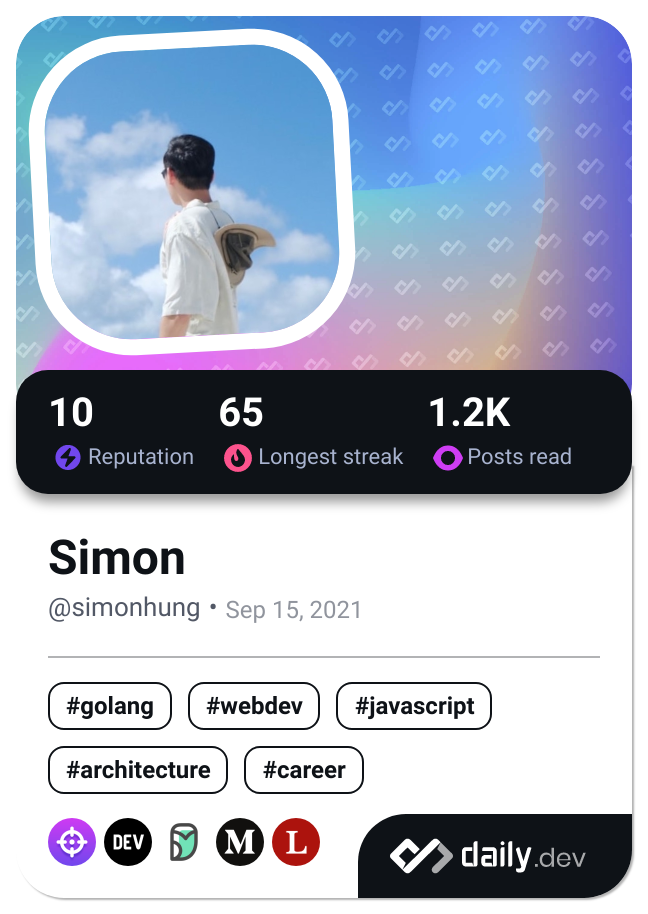 10 65 1.2K
Reputation Longest streak Posts read
Simon
@simonhung • Sep 15, 2021
#golang #webdev #javascript
#architecture #career
DEV M L
daily.dev